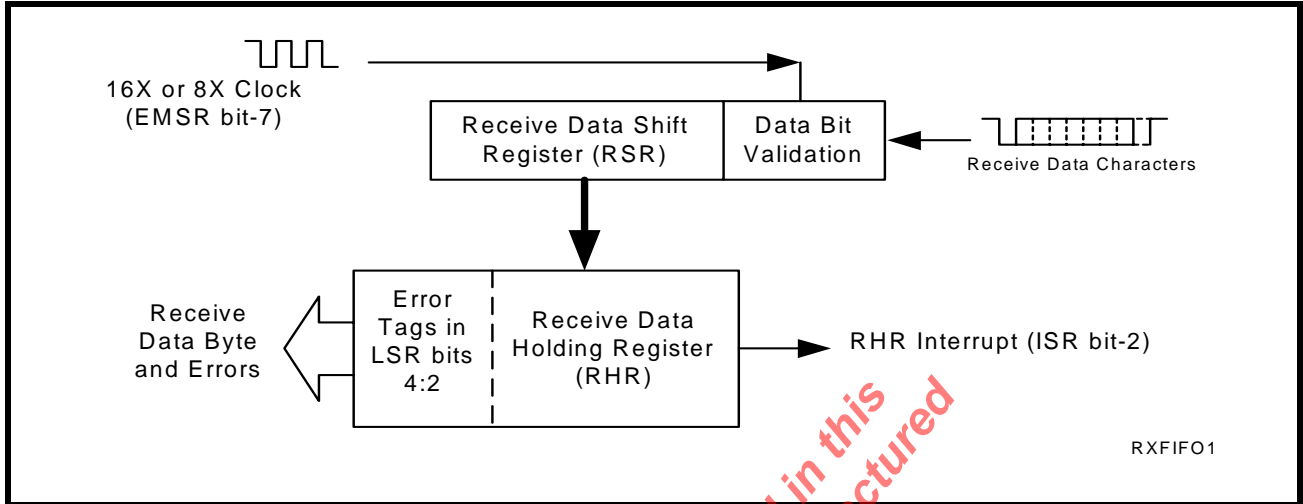 16X or 8X Clock
(EMSR bit-7)
Receive Data Shift
Register (RSR)
Data Bit
Validation
Receive Data Characters
Receive
Data Byte
and Errors
Error
Tags in
LSR bits
4:2
Receive Data
Holding Register
(RHR)
RHR Interrupt (ISR bit-2)
in this
RXFIFO1